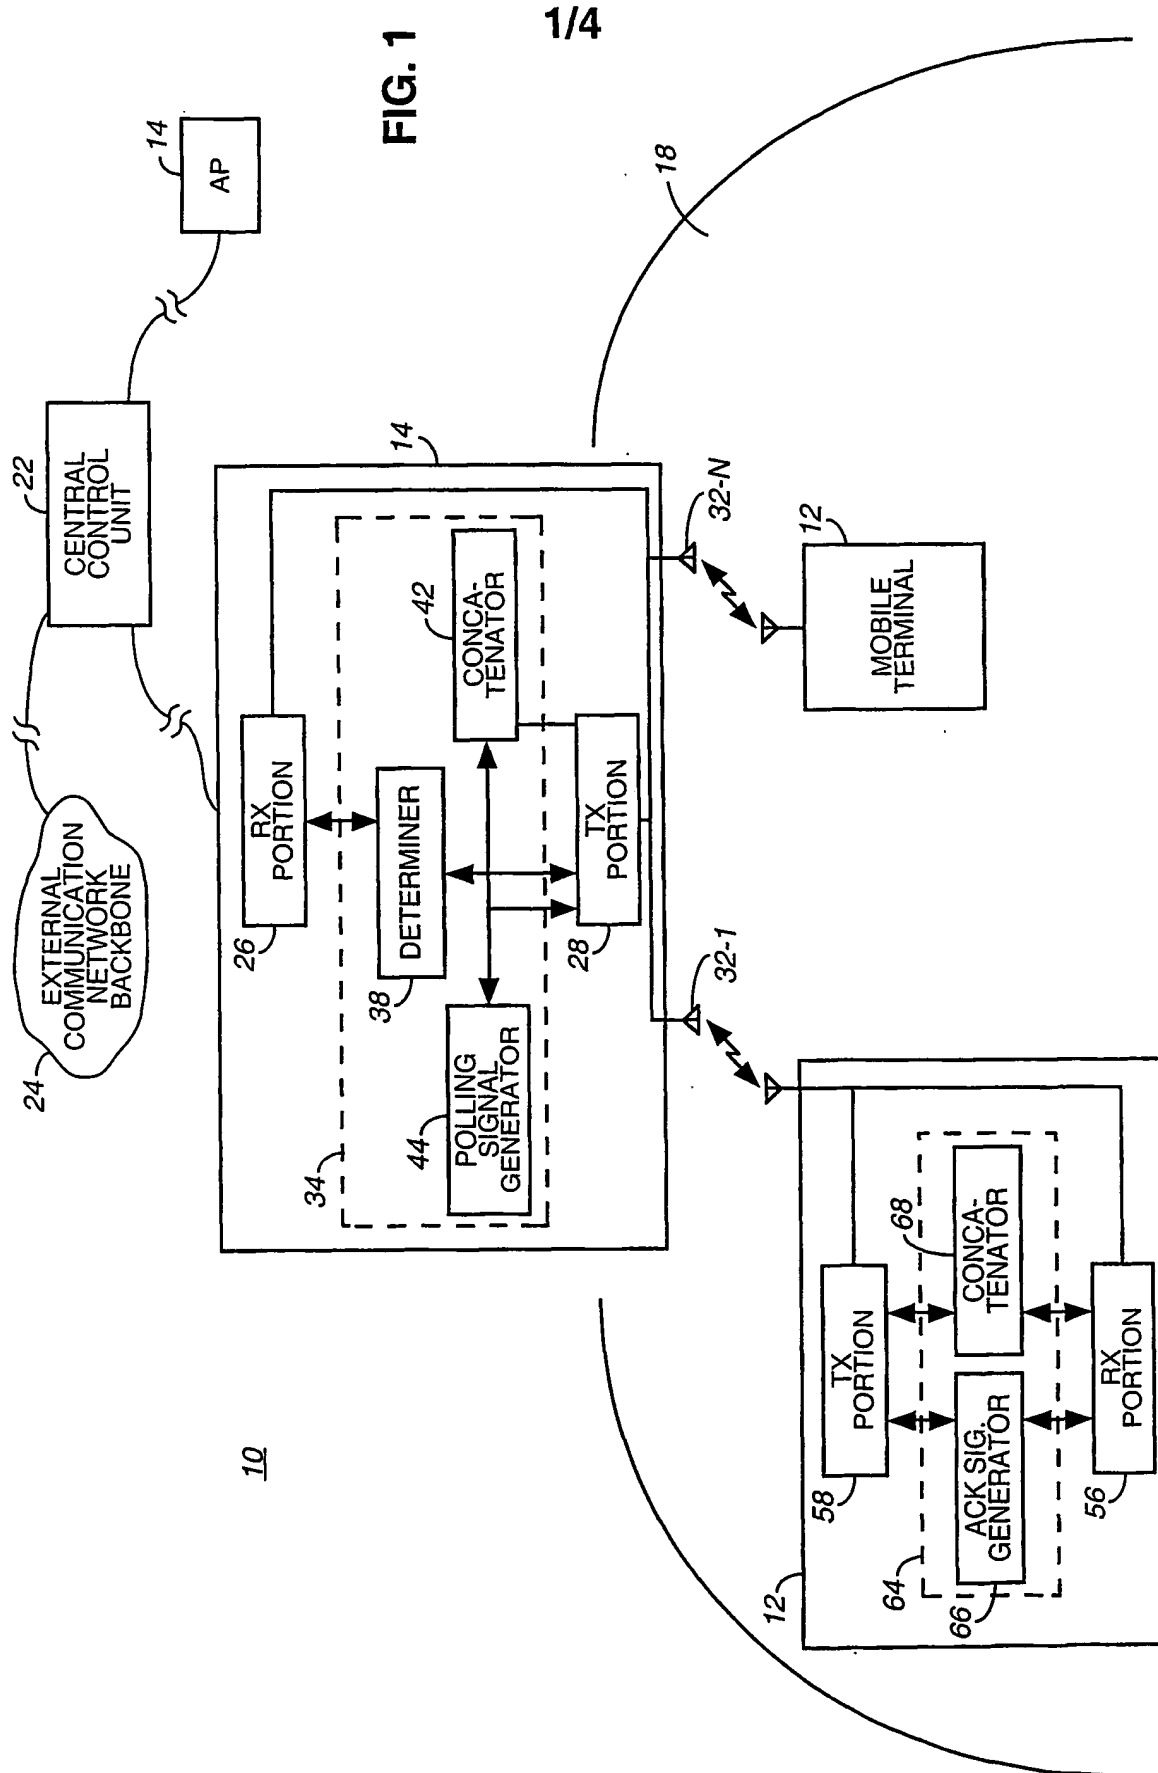 1/4
FIG. 1
24
EXTERNAL
COMMUNICATION
NETWORK
BACKBONE
22
CENTRAL
CONTROL
UNIT
14
AP
14
26
RX
PORTION
34
38
DETERMINER
42
CONCA-
TENATOR
44
POLLING
SIGNAL
GENERATOR
28
TX
PORTION
32-1
32-N
18
12
MOBILE
TERMINAL
10
12
58
TX
PORTION
64
66
ACK SIG.
GENERATOR
68
CONCA-
TENATOR
56
RX
PORTION